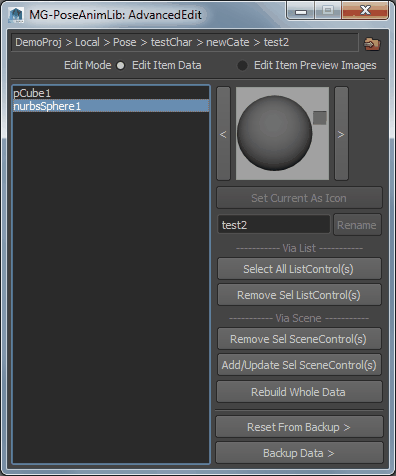 MG-PoseAnimLib: AdvancedEdit
DemoProj > Local > Pose > testChar > newCate > test2
Edit Mode Edit Item Data Edit Item Preview Images
pCube1
nurbsSphere1
< >
Set Current As Icon
test2 Rename
----------- Via List -----------
Select All ListControl(s)
Remove Sel ListControl(s)
----------- Via Scene -----------
Remove Sel SceneControl(s)
Add/Update Sel SceneControl(s)
Rebuild Whole Data
Reset From Backup >
Backup Data >